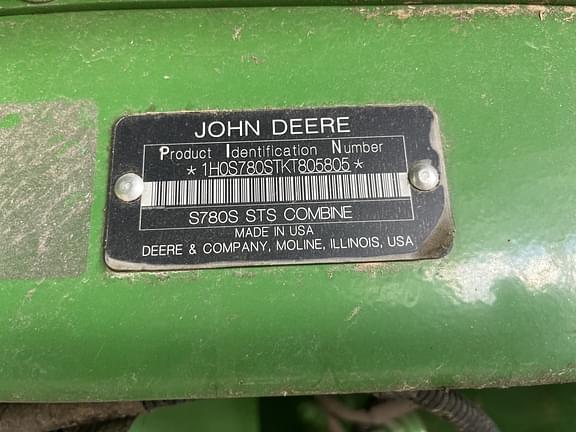 JOHN DEERE
Product Identification Number
*1H0S780STKT805805*
S780S STS COMBINE
MADE IN USA
DEERE & COMPANY, MOLINE, ILLINOIS, USA